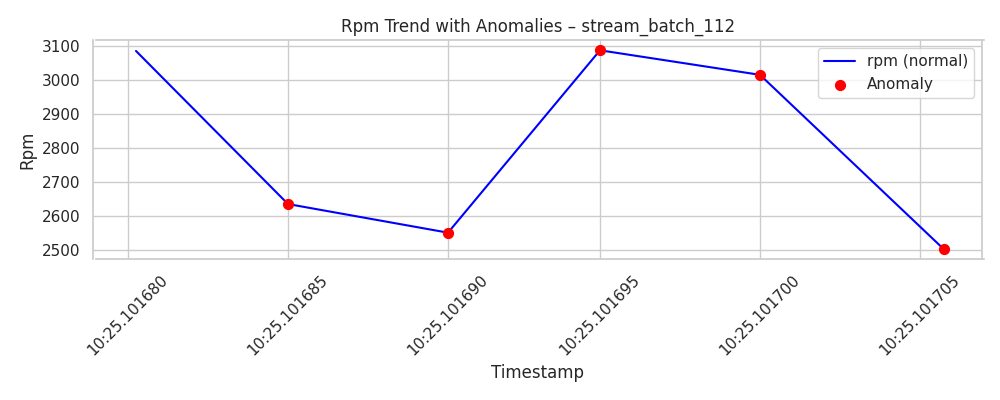 Rpm Trend with Anomalies – stream_batch_112
rpm (normal)
Anomaly
Rpm
3100
3000
2900
2800
2700
2600
2500
10:25.101680
10:25.101685
10:25.101690
10:25.101695
10:25.101700
10:25.101705
Timestamp